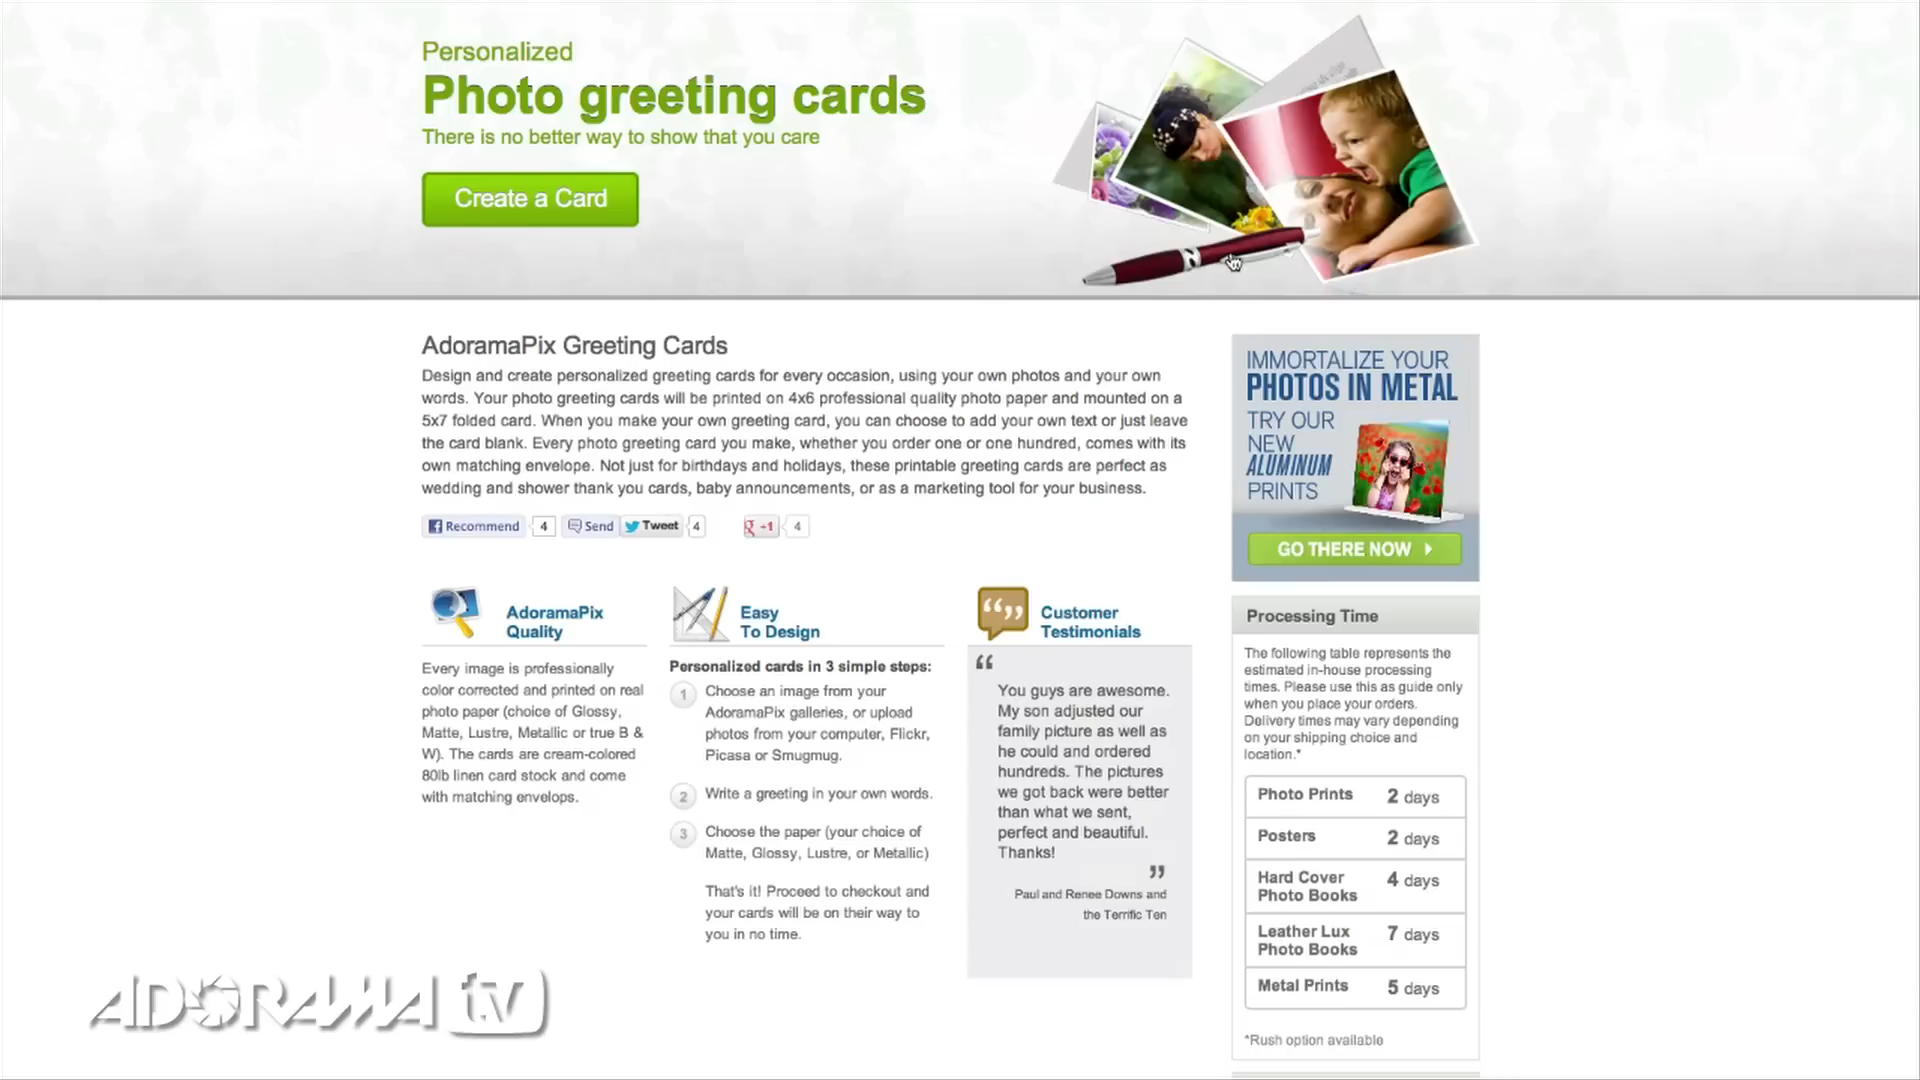 Personalized
Photo greeting cards
There is no better way to show that you care
Create a Card
AdoramaPix Greeting Cards
Design and create personalized greeting cards for every occasion, using your own photos and your own
words. Your photo greeting cards will be printed on 4x6 professional quality photo paper and mounted on a
5x7 folded card. When you make your own greeting card, you can choose to add your own text or just leave
the card blank. Every photo greeting card you make, whether you order one or one hundred, comes with its
own matching envelope. Not just for birthdays and holidays, these printable greeting cards are perfect as
wedding and shower thank you cards, baby announcements, or as a marketing tool for your business.
Recommend 4 Send Tweet 4 g +1 4
AdoramaPix
Quality
Every image is professionally
color corrected and printed on real
photo paper (choice of Glossy,
Matte, Lustre, Metallic or true B &
W). The cards are cream-colored
80lb linen card stock and come
with matching envelops.
Easy
To Design
Personalized cards in 3 simple steps:
1 Choose an image from your
AdoramaPix galleries, or upload
photos from your computer, Flickr,
Picasa or Smugmug.
2 Write a greeting in your own words.
3 Choose the paper (your choice of
Matte, Glossy, Lustre, or Metallic)
That's it! Proceed to checkout and
your cards will be on their way to
you in no time.
Customer
Testimonials
“
You guys are awesome.
My son adjusted our
family picture as well as
he could and ordered
hundreds. The pictures
we got back were better
than what we sent,
perfect and beautiful.
Thanks!
”
Paul and Renee Downs and
the Terrific Ten
IMMORTALIZE YOUR
PHOTOS IN METAL
TRY OUR
NEW
ALUMINUM
PRINTS
GO THERE NOW
Processing Time
The following table represents the
estimated in-house processing
times. Please use this as guide only
when you place your orders.
Delivery times may vary depending
on your shipping choice and
location.*
Photo Prints 2 days
Posters 2 days
Hard Cover
Photo Books 4 days
Leather Lux
Photo Books 7 days
Metal Prints 5 days
*Rush option available
ADORAMA tv